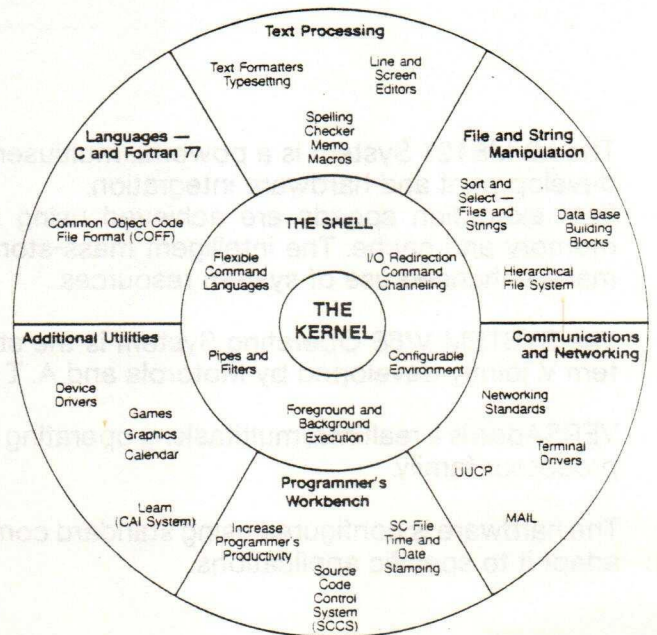 Text Processing
Text Formatters
Typesetting
Line and
Screen
Editors
Spelling
Checker
Memo
Macros
Languages —
C. and Fortran 77
Common Object Code
File Format (COFF)
File and String
Manipulation
Sort and
Select —
Files and
Strings
Data Base
Building
Blocks
Hierarchical
File System
THE SHELL
Flexible
Command
Languages
I/O Redirection
Command
Channeling
THE
KERNEL
Pipes and
Filters
Configurable
Environment
Foreground and
Background
Execution
Additional Utilities
Device
Drivers
Games
Graphics
Calendar
Learn
(CAI System)
Communications
and Networking
Networking
Standards
Terminal
Drivers
UUCP
MAIL
Programmer's
Workbench
Increase
Programmer's
Productivity
SC File
Time and
Date
Stamping
Source
Code
Control
System
(SCCS)